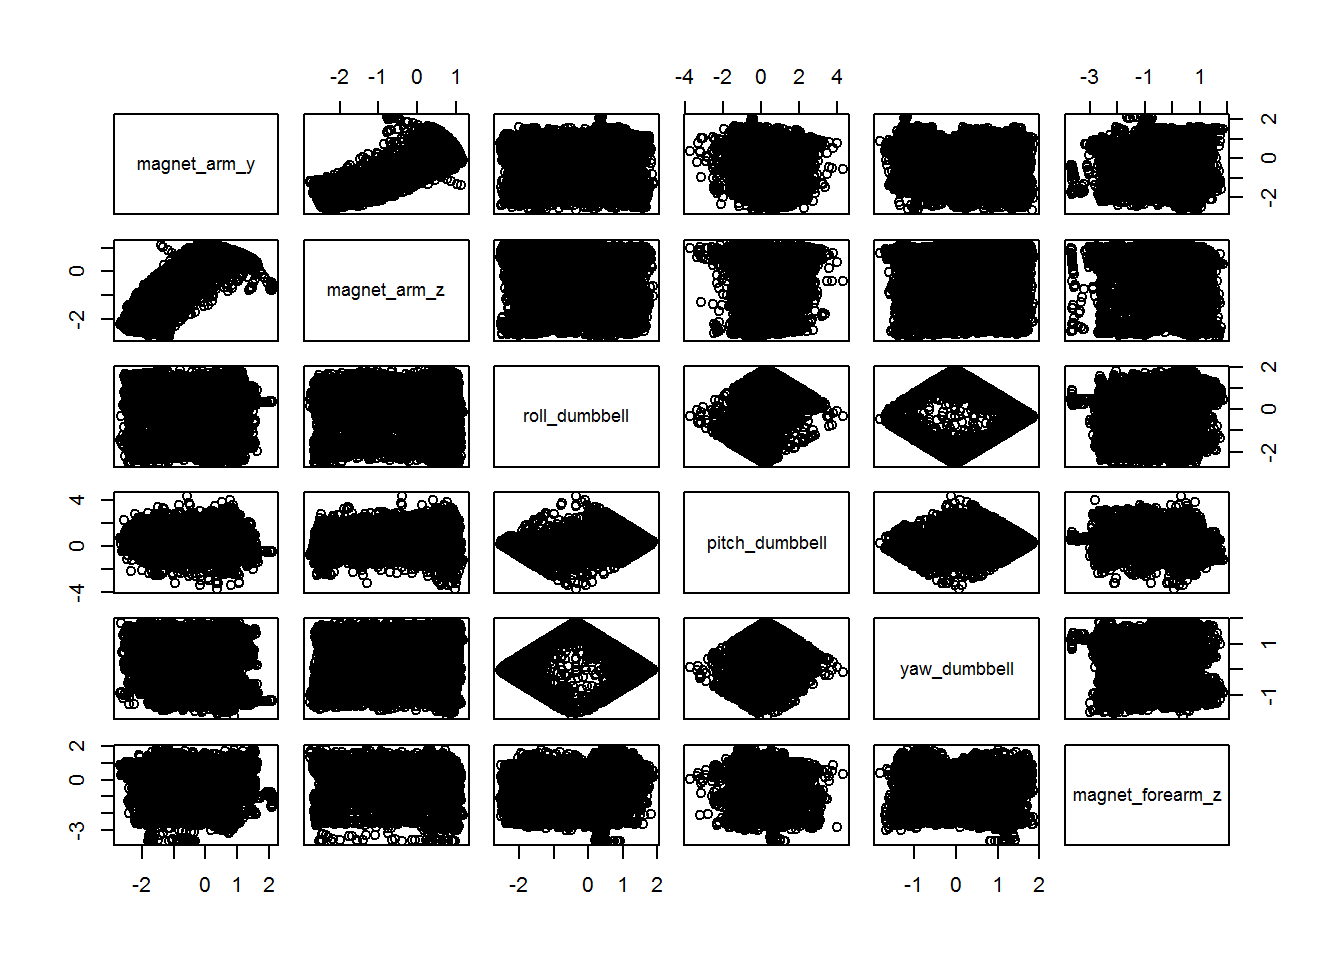 -2 -1 0 1 -4 -2 0 2 4 -3 -1 1
magnet_arm_y 2 0 -2
0 -2 magnet_arm_z
roll_dumbbell 2 0 -2
4 0 -4 pitch_dumbbell
yaw_dumbbell 1 -1
2 0 -3 magnet_forearm_z
-2 0 1 2 -2 0 1 2 -1 0 1 2